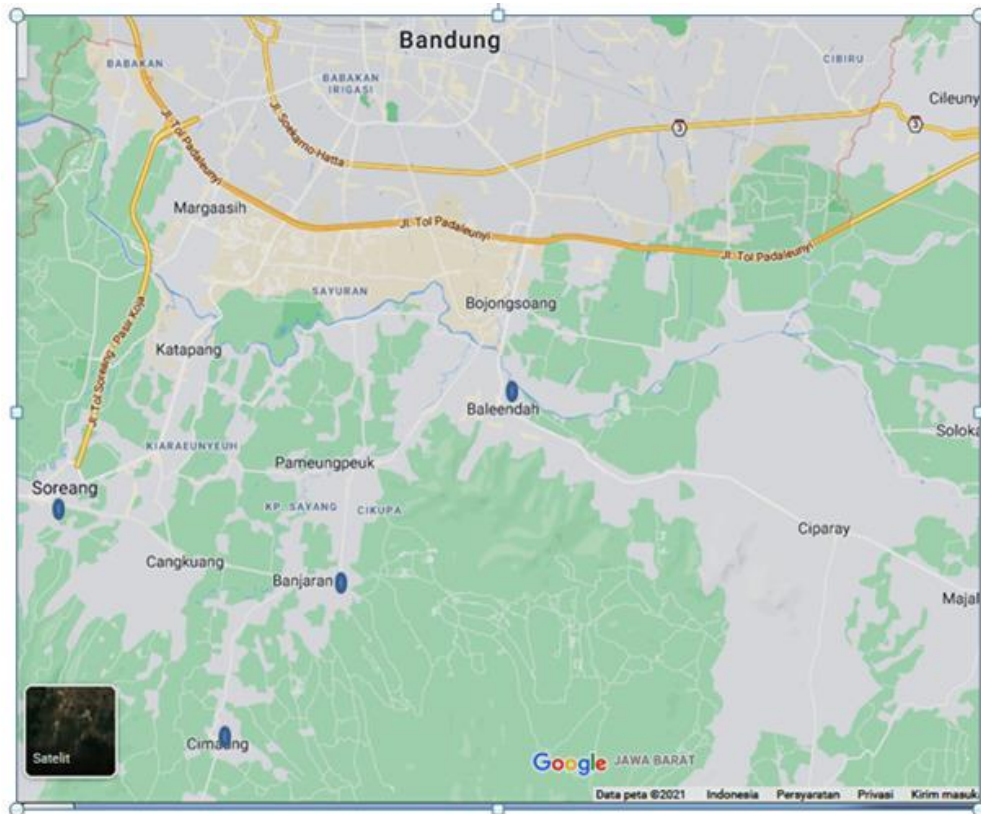 Bandung
BABAKAN
CIBIRU
BABAKAN
IRIGASI
Cileuny
Jl. Soekarno-Hatta
3
3
Jl. Tol Padaleunyi
Margaasih
Jl. Tol Padaleunyi
Jl. Tol Padaleunyi
SAYURAN
Bojongsoang
Jl. Tol Soreang - Pasir Koja
Katapang
Baleendah
Soloka
KIARAEUNYEUH
Pameungpeuk
Soreang
KP. SAYANG
CIKUPA
Ciparay
Cangkuang
Banjaran
Majal
Satelit
Google
JAWA BARAT
Data peta ©2021 Indonesia Persyaratan Privasi Kirim masuk